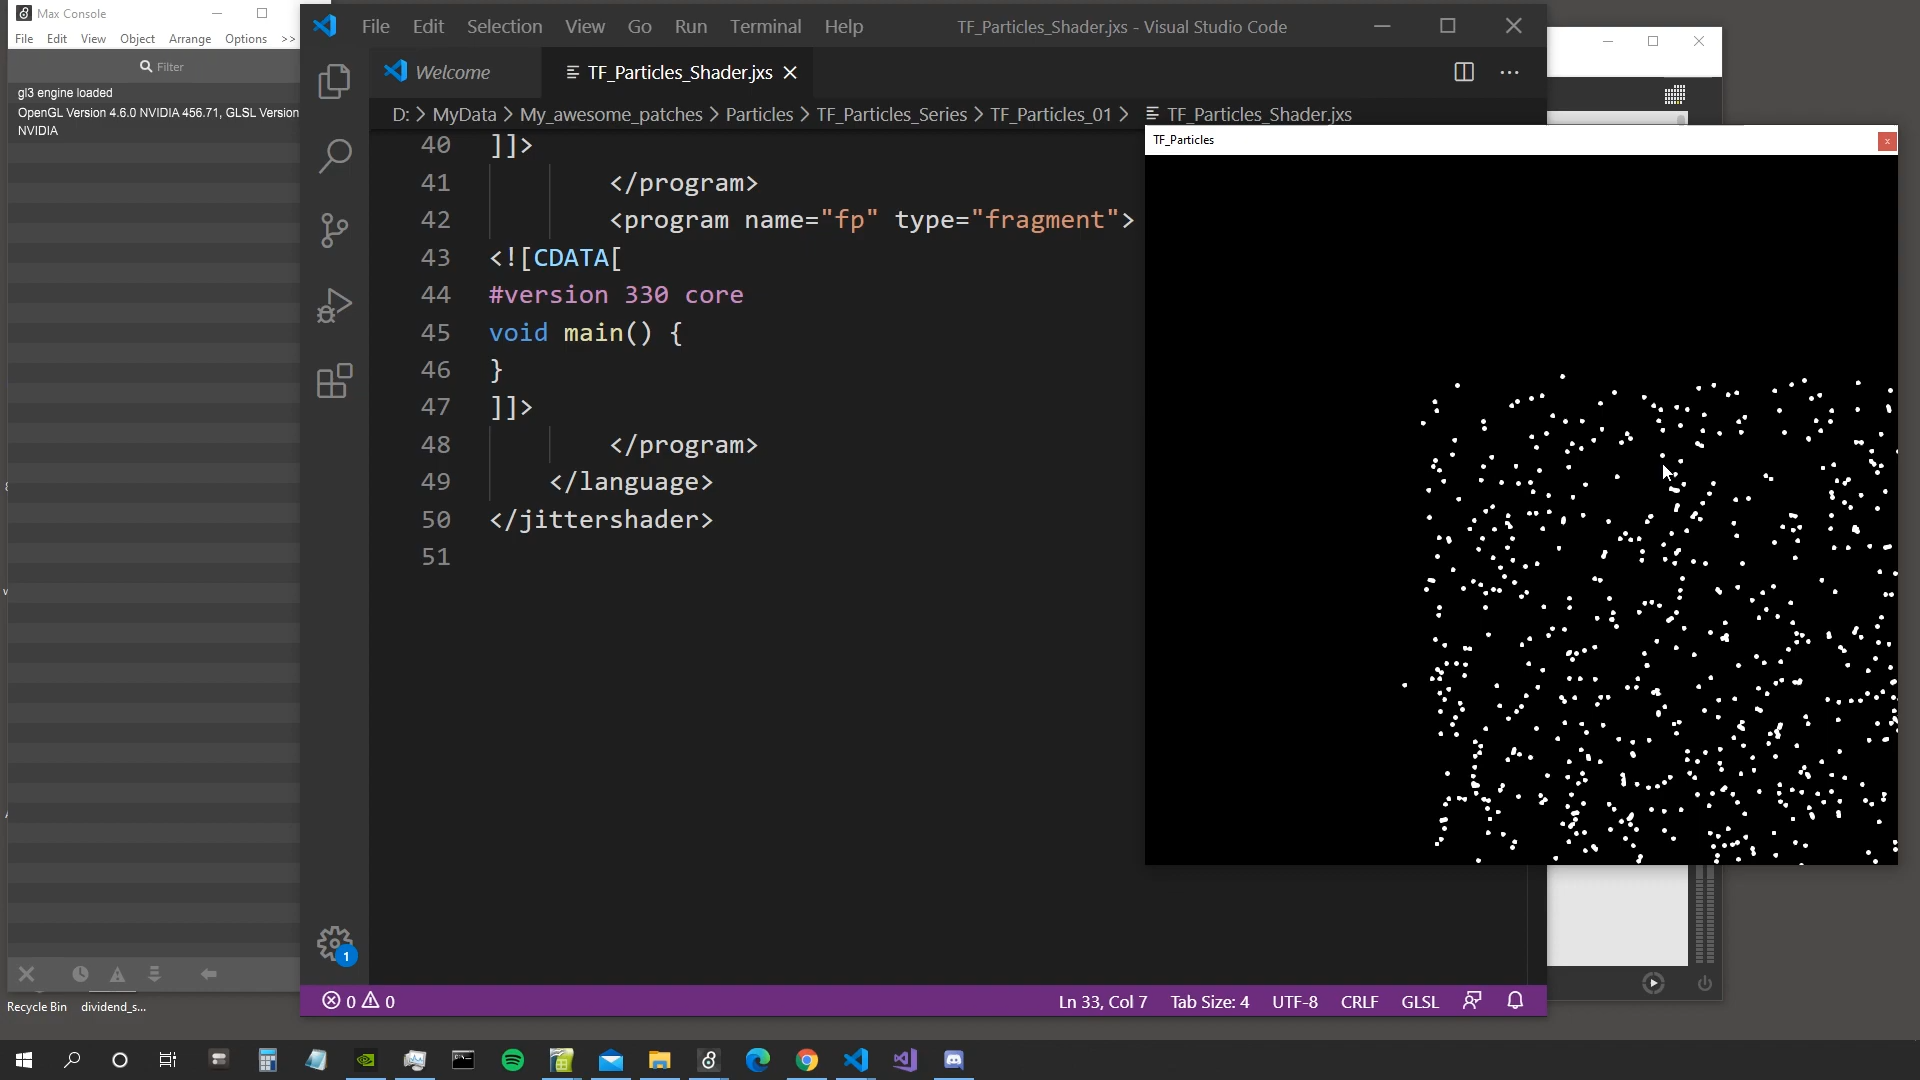 Max Console
File Edit View Object Arrange Options >>
Filter
gl3 engine loaded
OpenGL Version 4.6.0 NVIDIA 456.71, GLSL Version
NVIDIA
File Edit Selection View Go Run Terminal Help
TF_Particles_Shader.jxs - Visual Studio Code
Welcome
TF_Particles_Shader.jxs
D: > MyData > My_awesome_patches > Particles > TF_Particles_Series > TF_Particles_01 > TF_Particles_Shader.jxs
40 ]]>
41 </program>
42 <program name="fp" type="fragment">
43 <![CDATA[
44 #version 330 core
45 void main() {
46 }
47 ]]>
48 </program>
49 </language>
50 </jittershader>
51
TF_Particles
x
1
0 0
Ln 33, Col 7 Tab Size: 4 UTF-8 CRLF GLSL
Recycle Bin dividend_s...